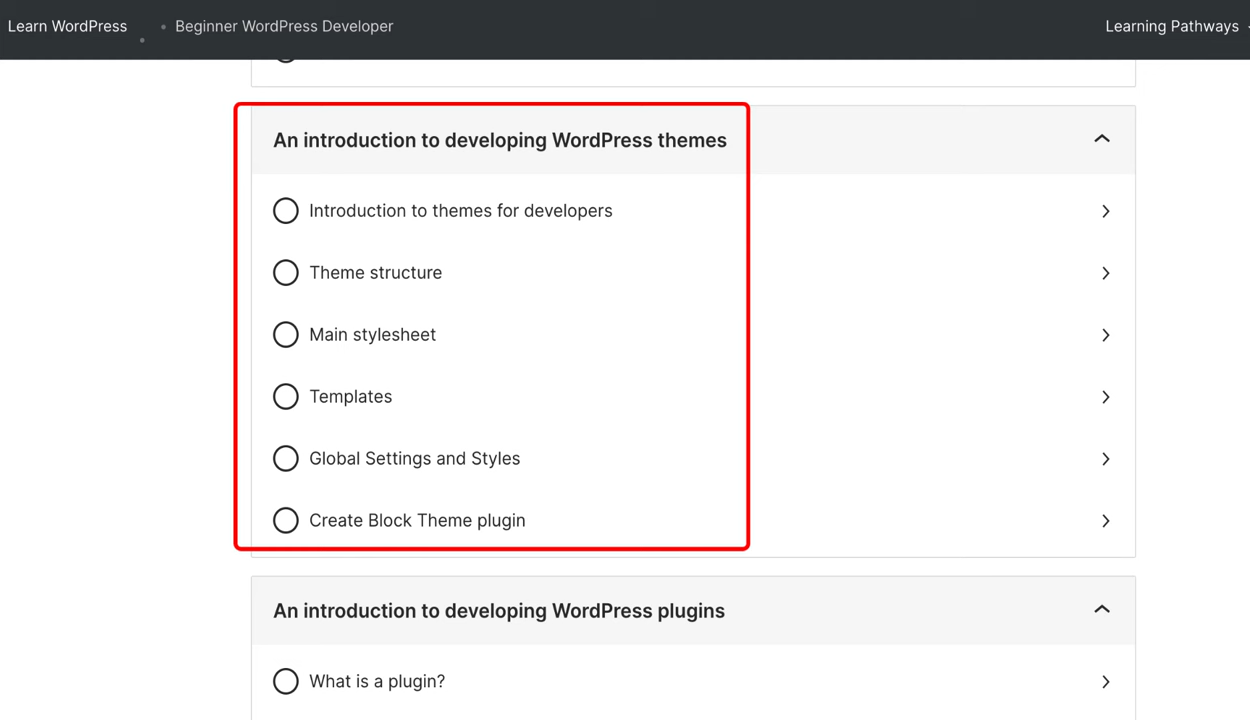 Learn WordPress
Beginner WordPress Developer
Learning Pathways
An introduction to developing WordPress themes
Introduction to themes for developers
Theme structure
Main stylesheet
Templates
Global Settings and Styles
Create Block Theme plugin
An introduction to developing WordPress plugins
What is a plugin?